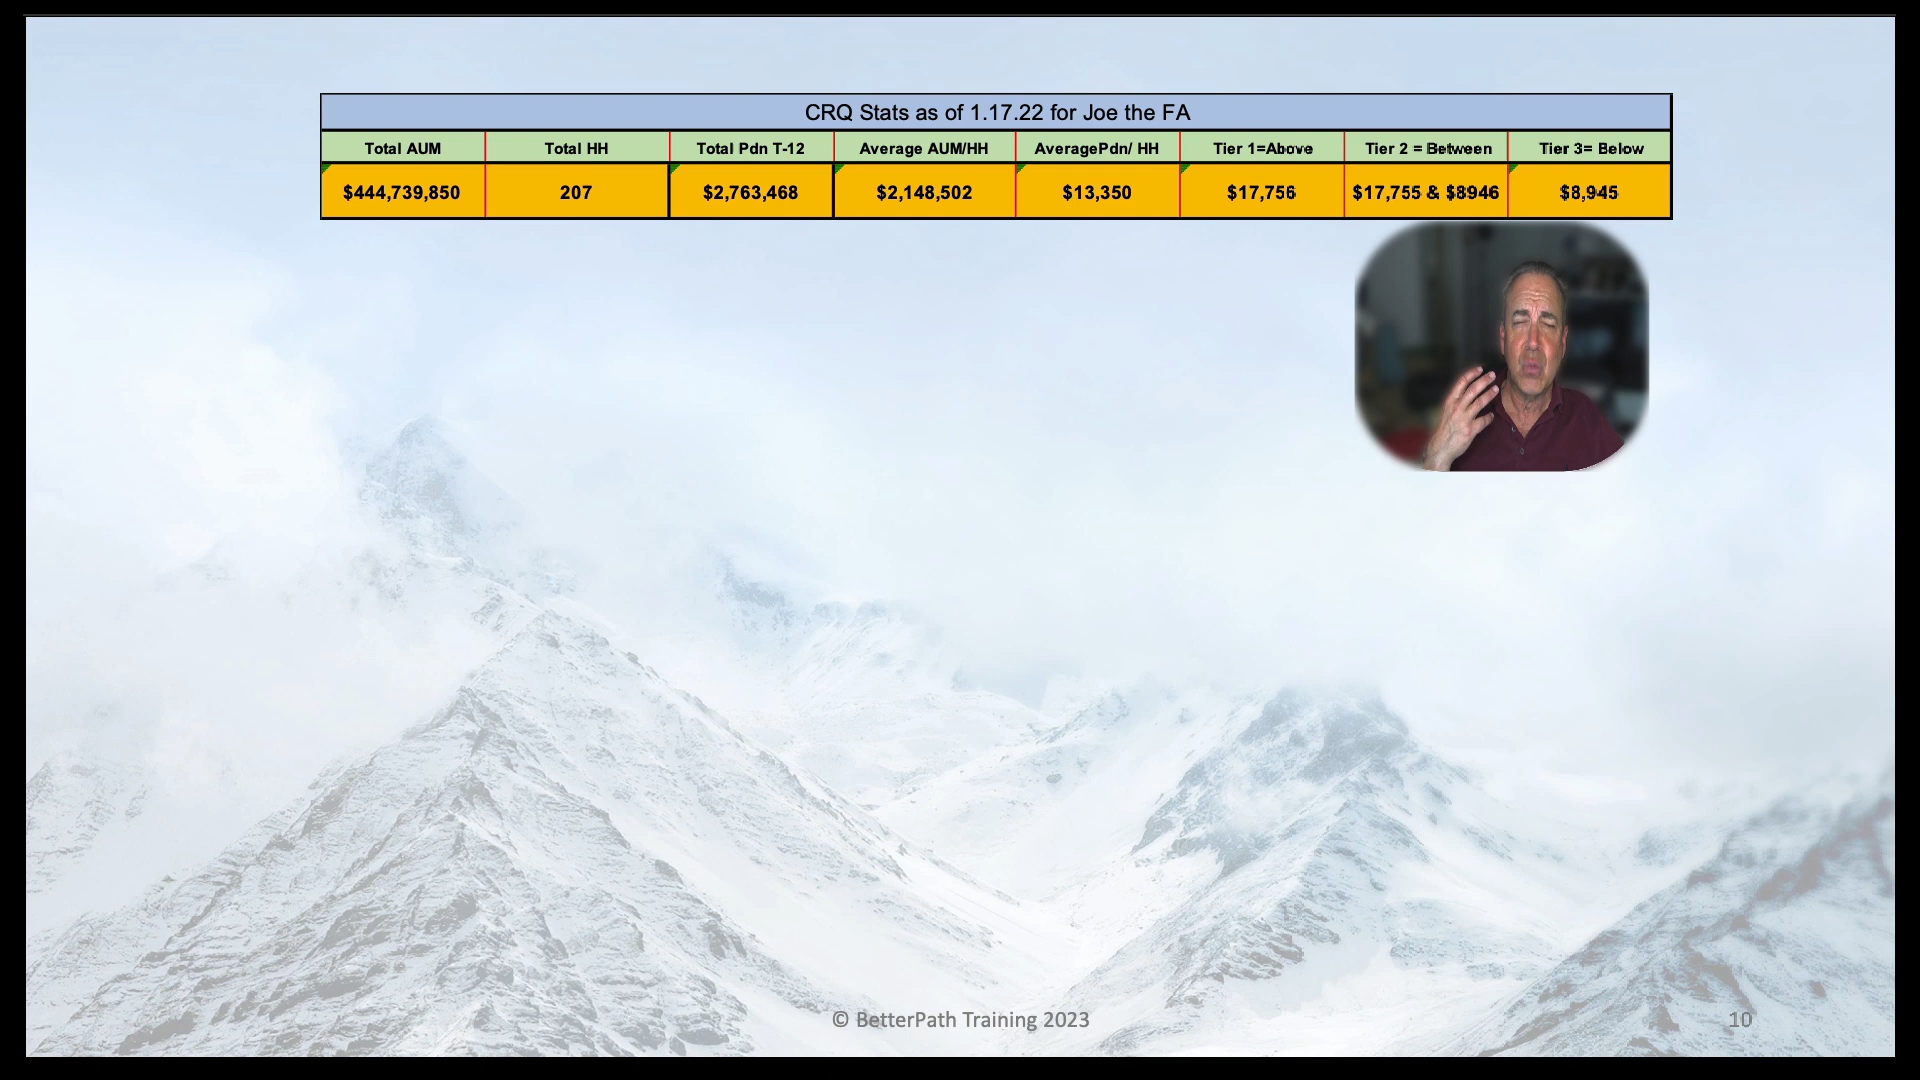 CRQ Stats as of 1.17.22 for Joe the FA
Total AUM Total HH Total Pdn T-12 Average AUM/HH AveragePdn/ HH Tier 1=Above Tier 2 = Between Tier 3= Below
$444,739,850 207 $2,763,468 $2,148,502 $13,350 $17,756 $17,755 & $8946 $8,945
© BetterPath Training 2023
10